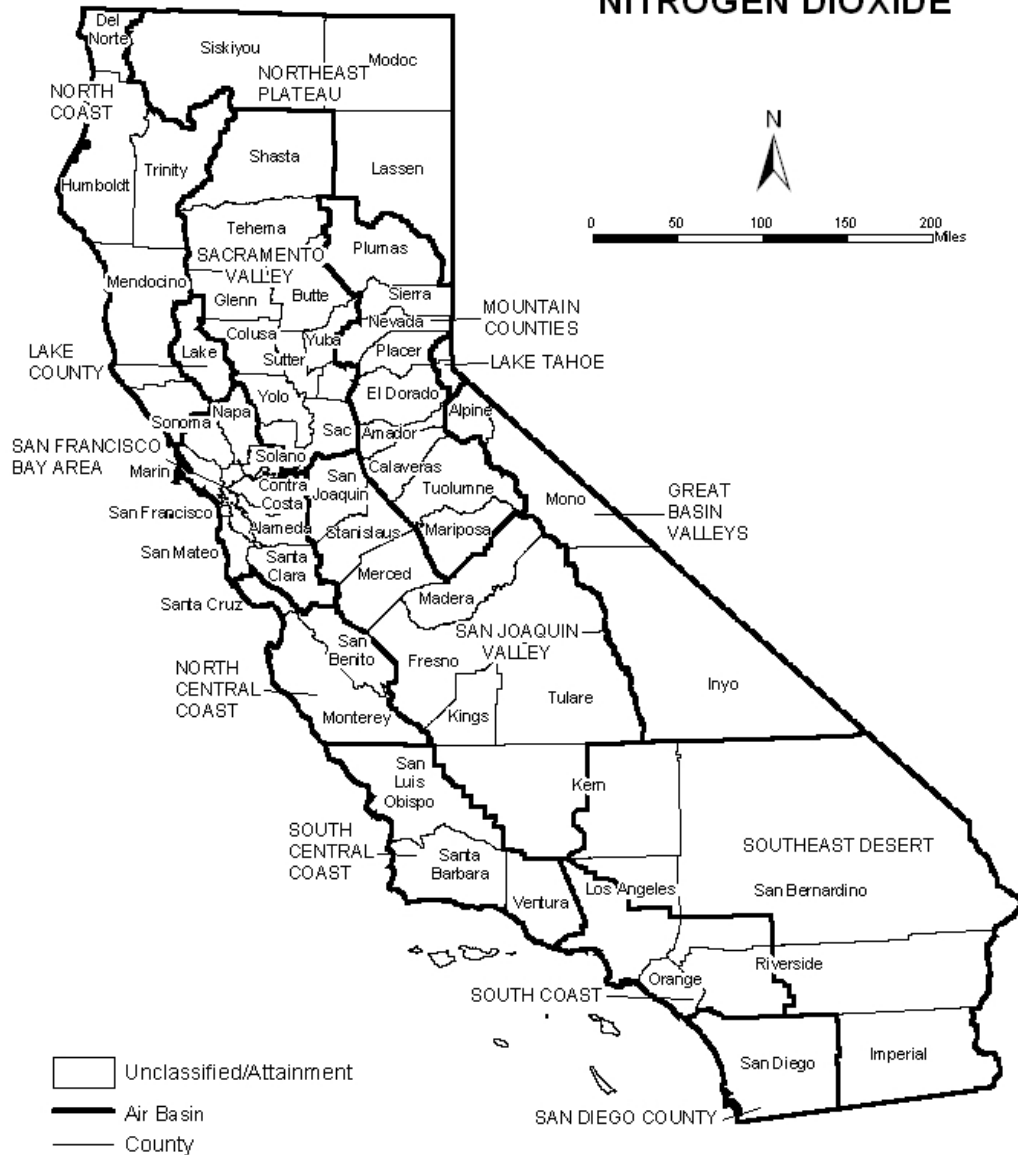 NITROGEN DIOXIDE
Del
Norte
Siskiyou
Modoc
NORTHEAST
PLATEAU
NORTH
COAST
N
Humboldt
Trinity
Shasta
Lassen
0 50 100 150 200
Miles
Tehema
Plumas
SACRAMENTO
VALLEY
Mendocino
Glenn
Butte
Sierra
MOUNTAIN
COUNTIES
Nevada
Colusa
Yuba
Sutter
Placer
LAKE
COUNTY
Lake
LAKE TAHOE
Yolo
El Dorado
Napa
Sonoma
Alpine
Sac
Amador
SAN FRANCISCO
BAY AREA
Solano
Marin
Calaveras
Contra
Costa
San
Joaquin
Tuolumne
Mono
GREAT
BASIN
VALLEYS
San Francisco
Alameda
Stanislaus
Mariposa
San Mateo
Santa
Clara
Merced
Santa Cruz
Madera
SAN JOAQUIN
VALLEY
San
Benito
Fresno
NORTH
CENTRAL
COAST
Monterey
Kings
Tulare
Inyo
San
Luis
Obispo
Kern
SOUTH
CENTRAL
COAST
Santa
Barbara
Ventura
Los Angeles
SOUTHEAST DESERT
San Bernardino
Orange
Riverside
SOUTH COAST
San Diego
Imperial
SAN DIEGO COUNTY
Unclassified/Attainment
Air Basin
County